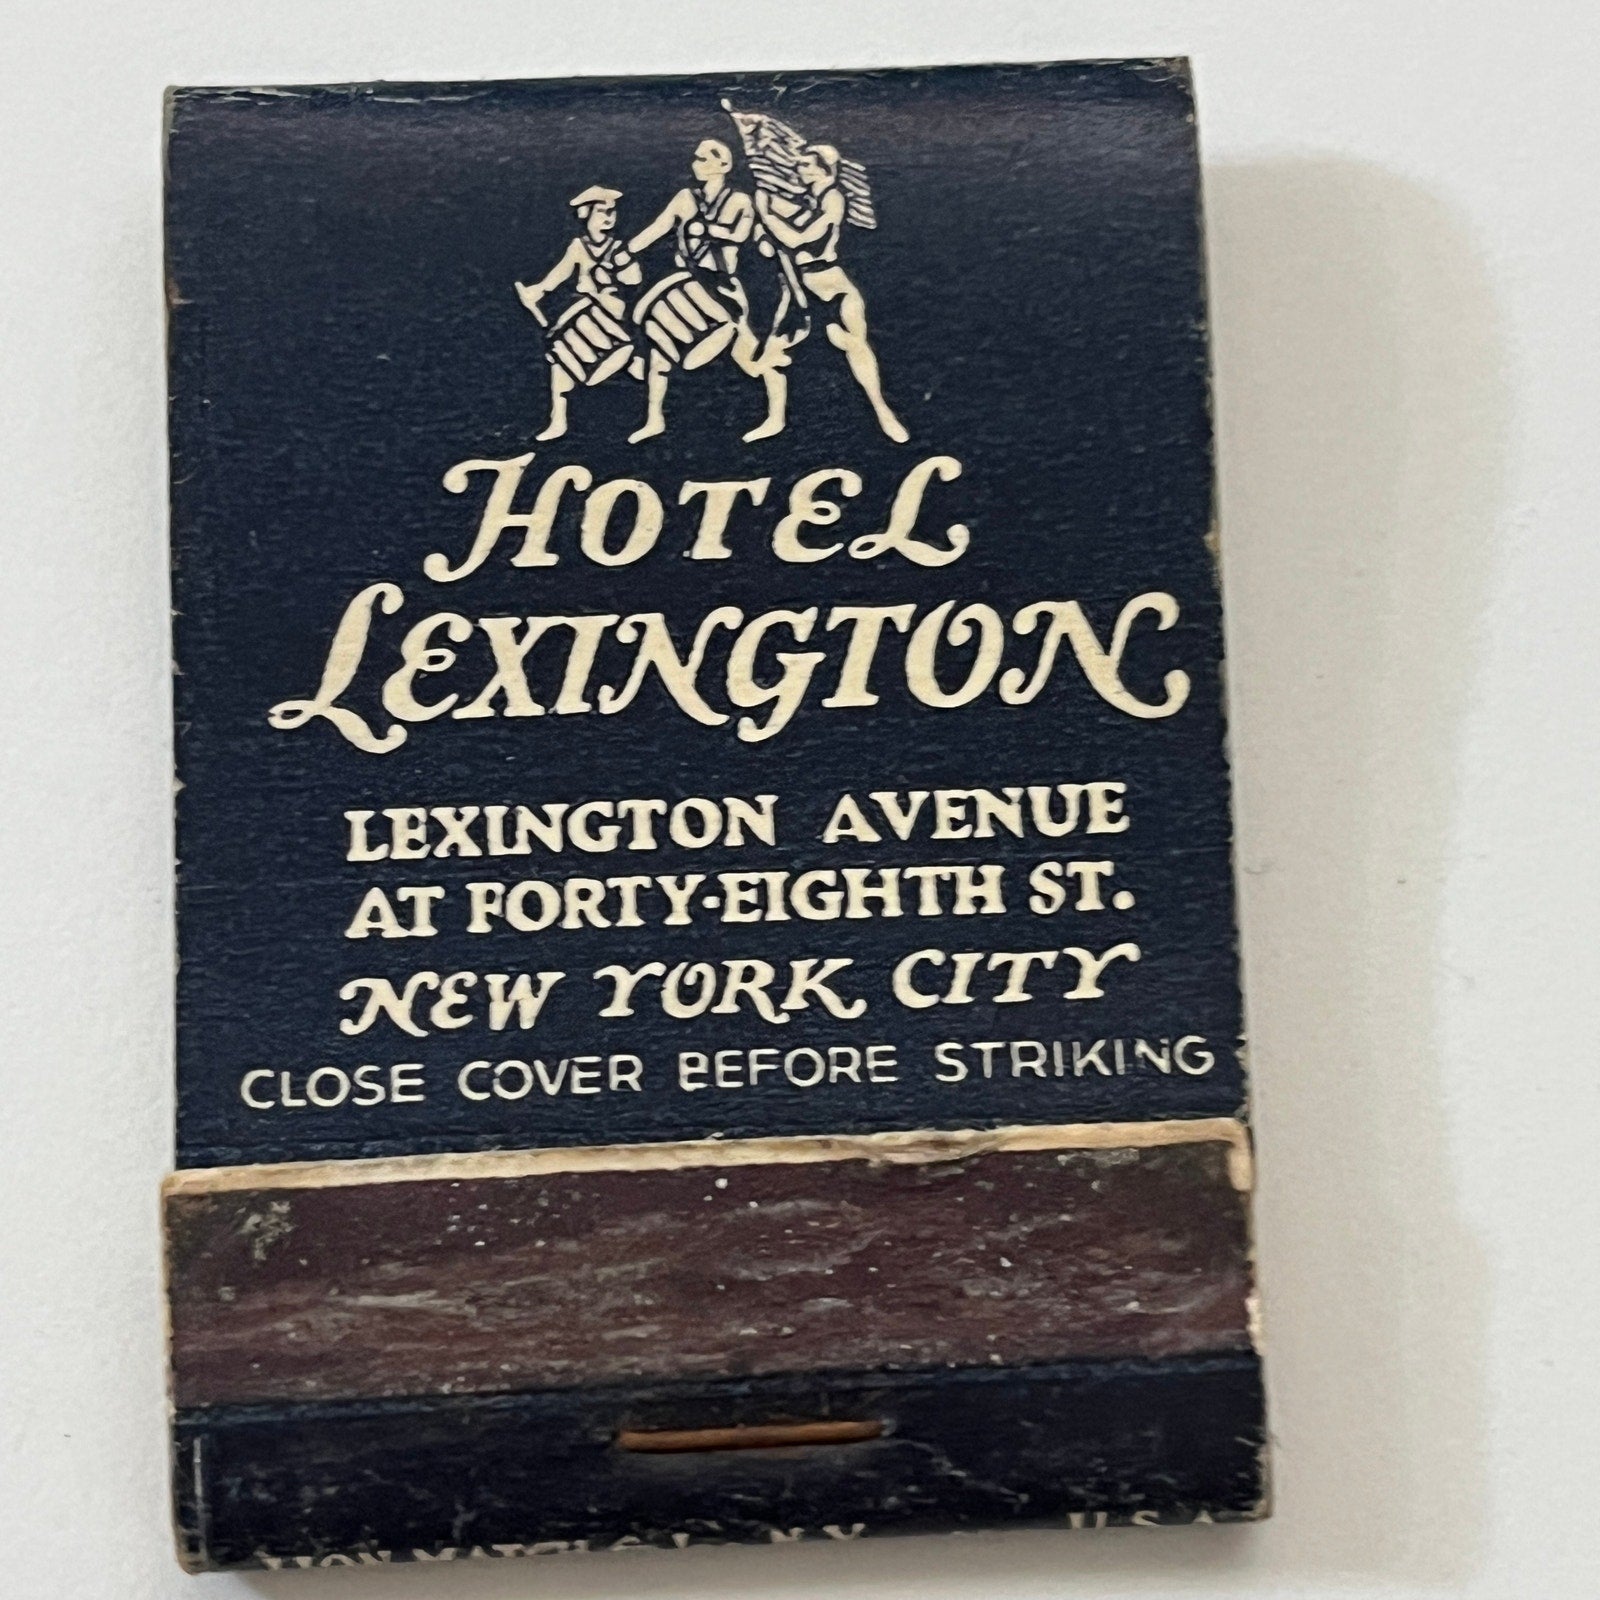 HOTEL
LEXINGTON
LEXINGTON AVENUE
AT FORTY-EIGHTH ST.
NEW YORK CITY
CLOSE COVER BEFORE STRIKING
N.Y. U.S.A.